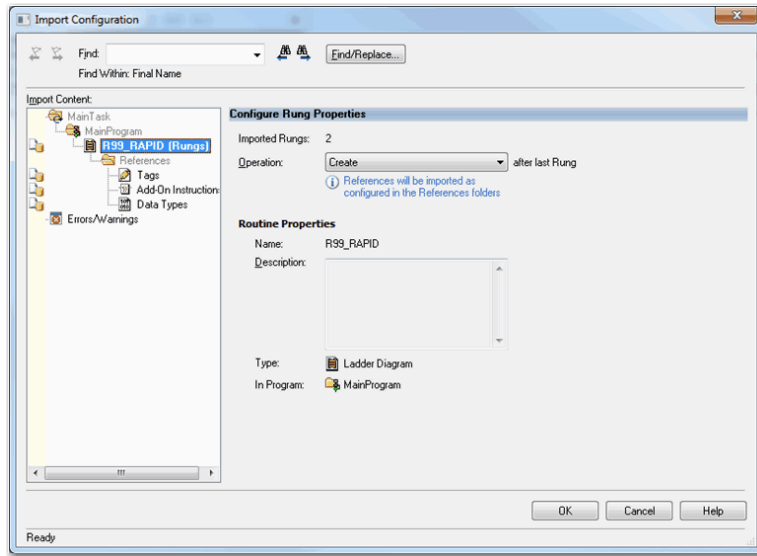 Import Configuration
Find:
Find/Replace...
Find Within: Final Name
Import Content:
MainTask
MainProgram
R99_RAPID (Rungs)
References
Tags
Add-On Instruction
Data Types
Errors/Warnings
Configure Rung Properties
Imported Rungs: 2
Operation: Create after last Rung
References will be imported as
configured in the References folders
Routine Properties
Name: R99_RAPID
Description:
Type: Ladder Diagram
In Program: MainProgram
OK Cancel Help
Ready